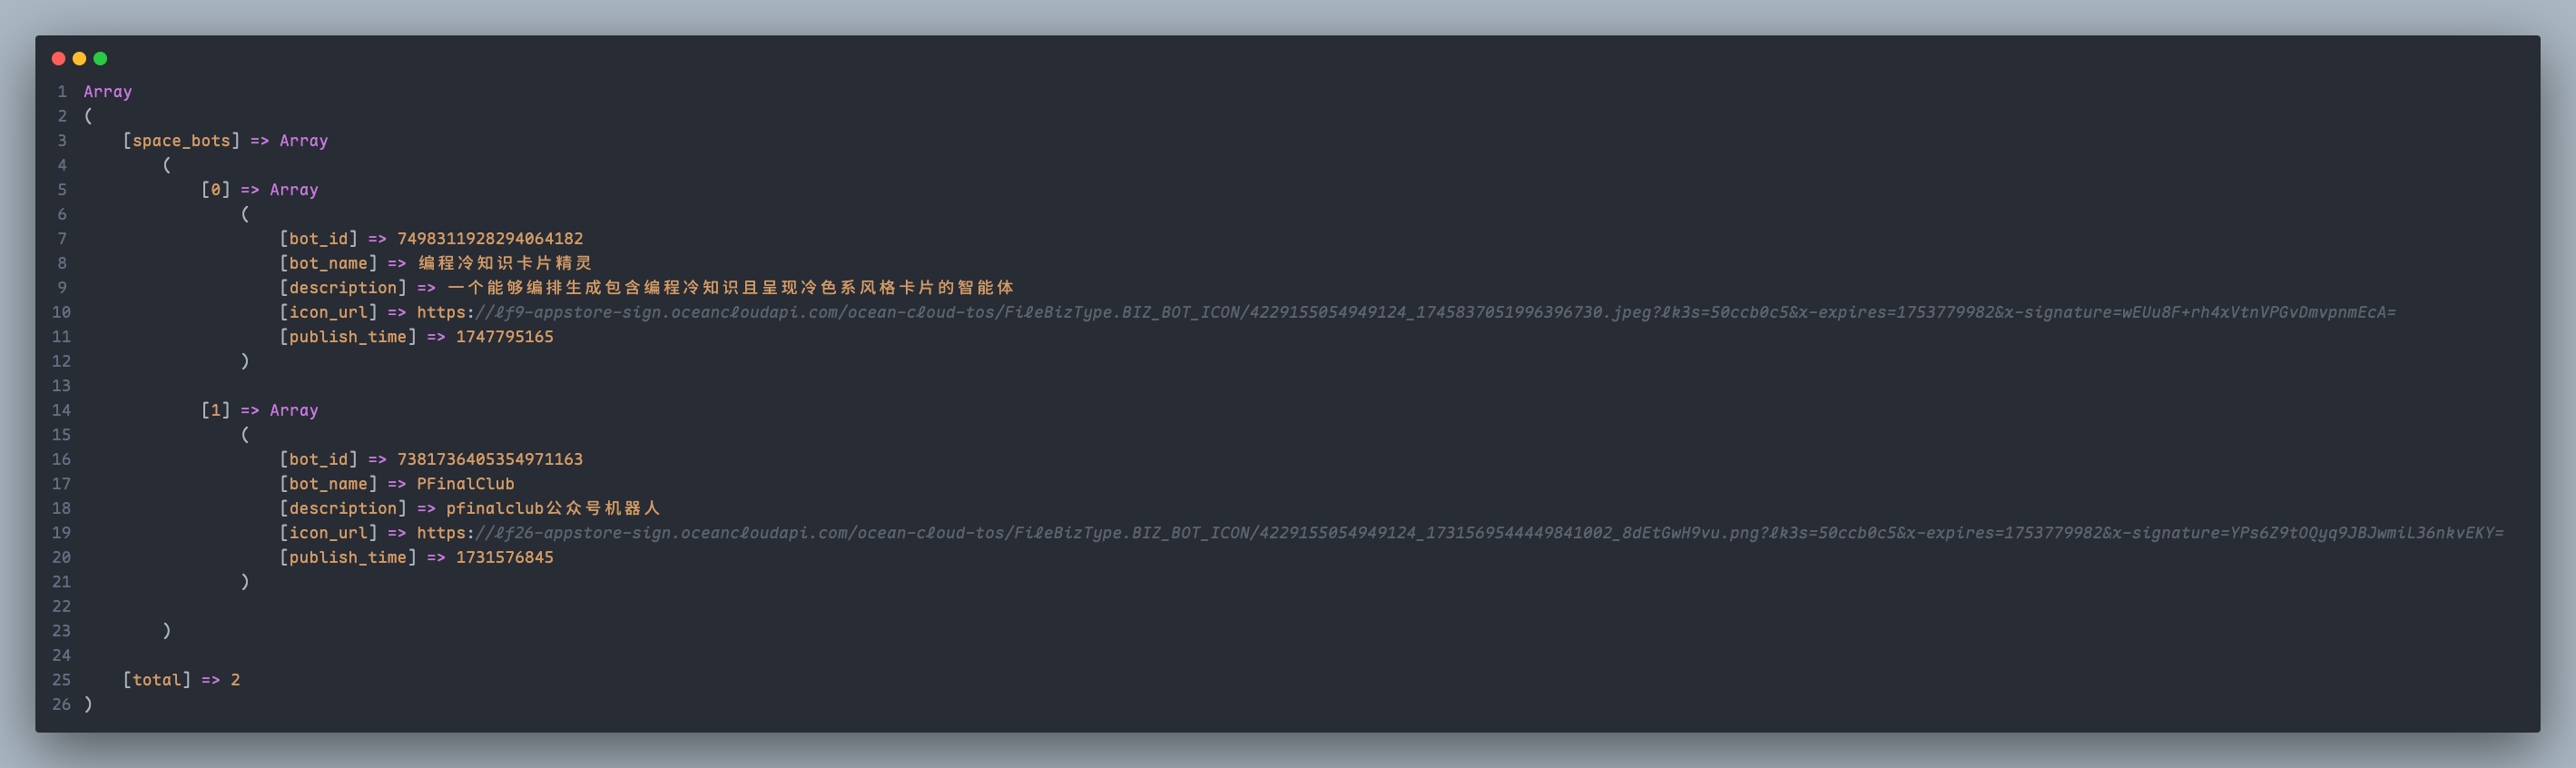 1 Array
2 (
3     [space_bots] => Array
4         (
5             [0] => Array
6                 (
7                     [bot_id] => 7498311928294064182
8                     [bot_name] => 编程冷知识卡片精灵
9                     [description] => 一个能够编排生成包含编程冷知识且呈现冷色系风格卡片的智能体
10                     [icon_url] => https://lf9-appstore-sign.oceancloudapi.com/ocean-cloud-tos/FileBizType.BIZ_BOT_ICON/4229155054949124_1745837051996396730.jpeg?lk3s=50ccb0c5&x-expires=1753779982&x-signature=wEUu8F+rh4xVtnVPGvDmvpnmEcA=
11                     [publish_time] => 1747795165
12                 )
13
14             [1] => Array
15                 (
16                     [bot_id] => 7381736405354971163
17                     [bot_name] => PFinalClub
18                     [description] => pfinalclub公众号机器人
19                     [icon_url] => https://lf26-appstore-sign.oceancloudapi.com/ocean-cloud-tos/FileBizType.BIZ_BOT_ICON/4229155054949124_1731569544449841002_8dEtGwH9vu.png?lk3s=50ccb0c5&x-expires=1753779982&x-signature=YPs6Z9tOQyq9JBJwmiL36nkvEKY=
20                     [publish_time] => 1731576845
21                 )
22
23         )
24
25     [total] => 2
26 )